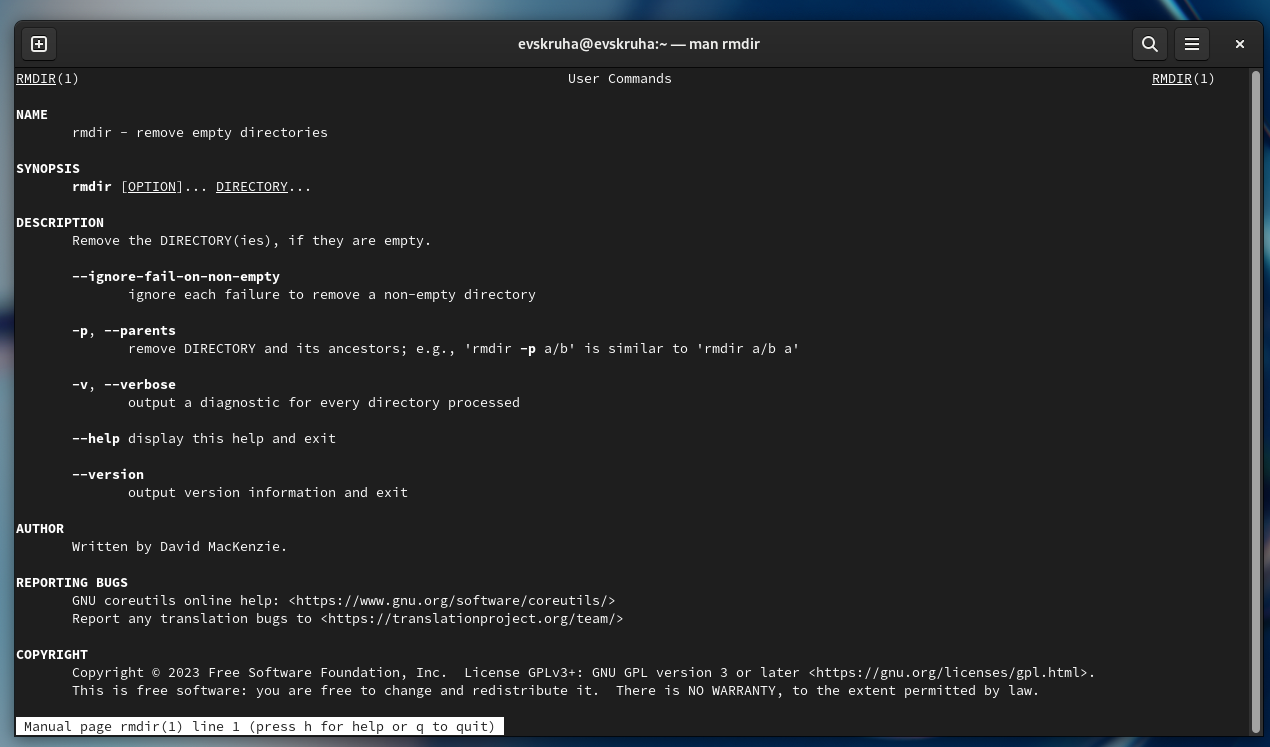 evskruha@evskruha:~ — man rmdir
RMDIR(1) User Commands RMDIR(1)
NAME
rmdir - remove empty directories
SYNOPSIS
rmdir [OPTION]... DIRECTORY...
DESCRIPTION
Remove the DIRECTORY(ies), if they are empty.
--ignore-fail-on-non-empty
ignore each failure to remove a non-empty directory
-p, --parents
remove DIRECTORY and its ancestors; e.g., 'rmdir -p a/b' is similar to 'rmdir a/b a'
-v, --verbose
output a diagnostic for every directory processed
--help display this help and exit
--version
output version information and exit
AUTHOR
Written by David MacKenzie.
REPORTING BUGS
GNU coreutils online help: <https://www.gnu.org/software/coreutils/>
Report any translation bugs to <https://translationproject.org/team/>
COPYRIGHT
Copyright © 2023 Free Software Foundation, Inc.  License GPLv3+: GNU GPL version 3 or later <https://gnu.org/licenses/gpl.html>.
This is free software: you are free to change and redistribute it.  There is NO WARRANTY, to the extent permitted by law.
Manual page rmdir(1) line 1 (press h for help or q to quit)